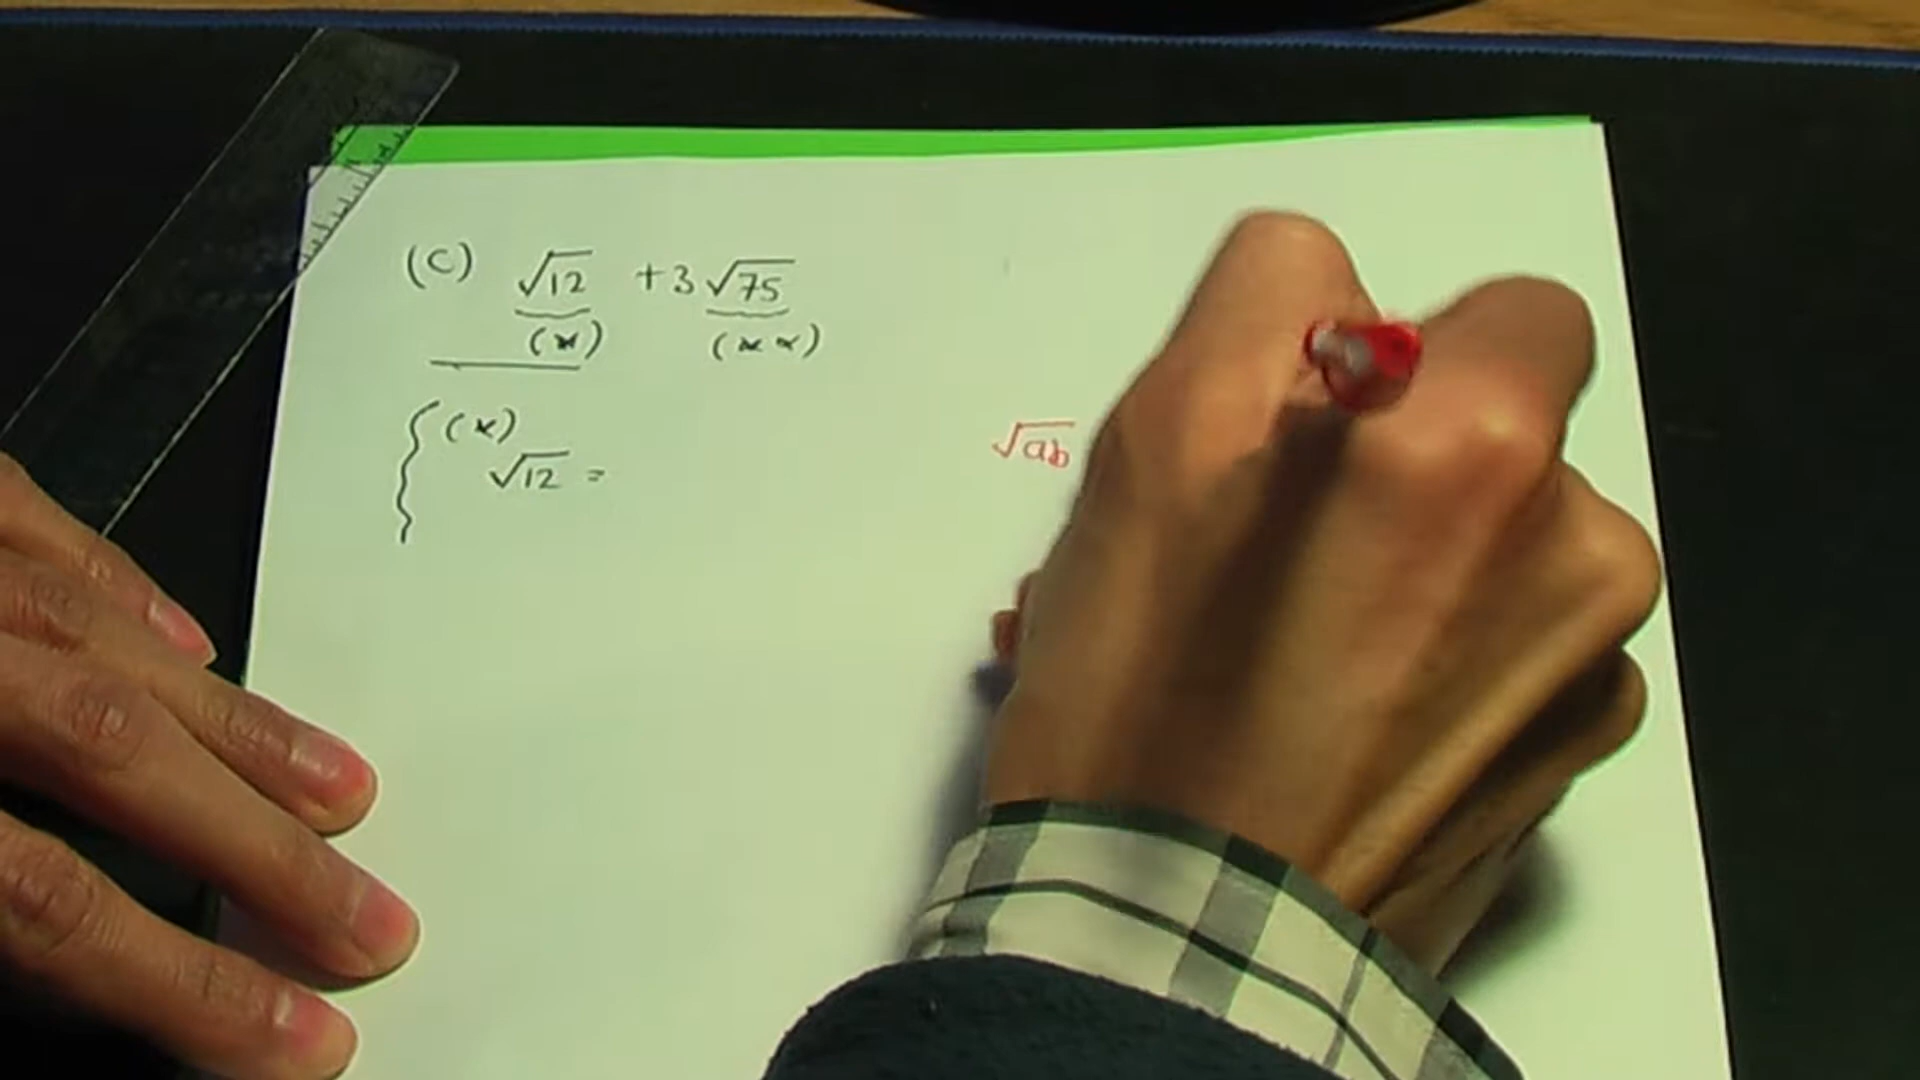 (C) √12 + 3 √75
(*) (**)
(*)
√12 =
√ab